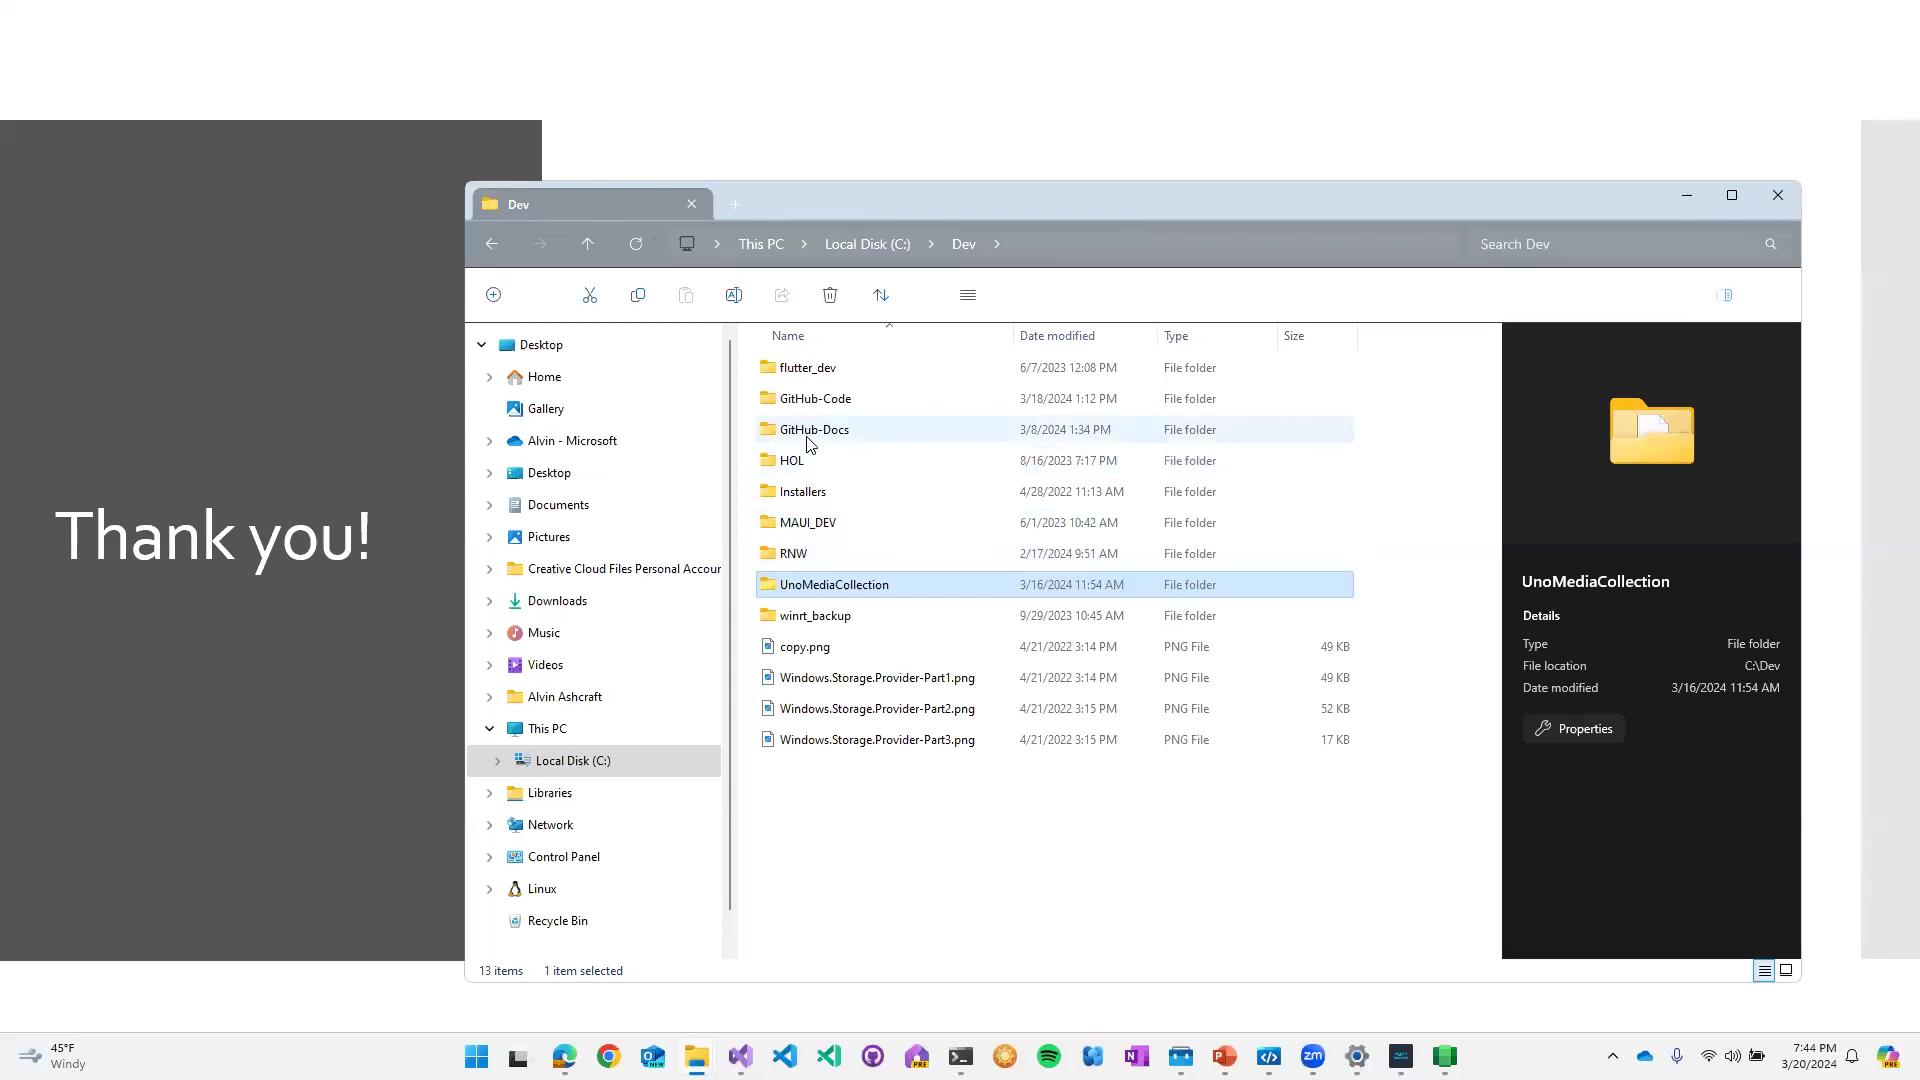 Thank you!
Dev
This PC
Local Disk (C:)
Dev
Search Dev
Name
Date modified
Type
Size
Desktop
Home
Gallery
Alvin - Microsoft
Desktop
Documents
Pictures
Creative Cloud Files Personal Accour
Downloads
Music
Videos
Alvin Ashcraft
This PC
Local Disk (C:)
Libraries
Network
Control Panel
Linux
Recycle Bin
flutter_dev 6/7/2023 12:08 PM File folder
GitHub-Code 3/18/2024 1:12 PM File folder
GitHub-Docs 3/8/2024 1:34 PM File folder
HOL 8/16/2023 7:17 PM File folder
Installers 4/28/2022 11:13 AM File folder
MAUI_DEV 6/1/2023 10:42 AM File folder
RNW 2/17/2024 9:51 AM File folder
UnoMediaCollection 3/16/2024 11:54 AM File folder
winrt_backup 9/29/2023 10:45 AM File folder
copy.png 4/21/2022 3:14 PM PNG File 49 KB
Windows.Storage.Provider-Part1.png 4/21/2022 3:14 PM PNG File 49 KB
Windows.Storage.Provider-Part2.png 4/21/2022 3:15 PM PNG File 52 KB
Windows.Storage.Provider-Part3.png 4/21/2022 3:15 PM PNG File 17 KB
UnoMediaCollection
Details
Type File folder
File location C:\Dev
Date modified 3/16/2024 11:54 AM
Properties
13 items 1 item selected
45°F
Windy
NEW
PRE
zm
7:44 PM
3/20/2024
PRE